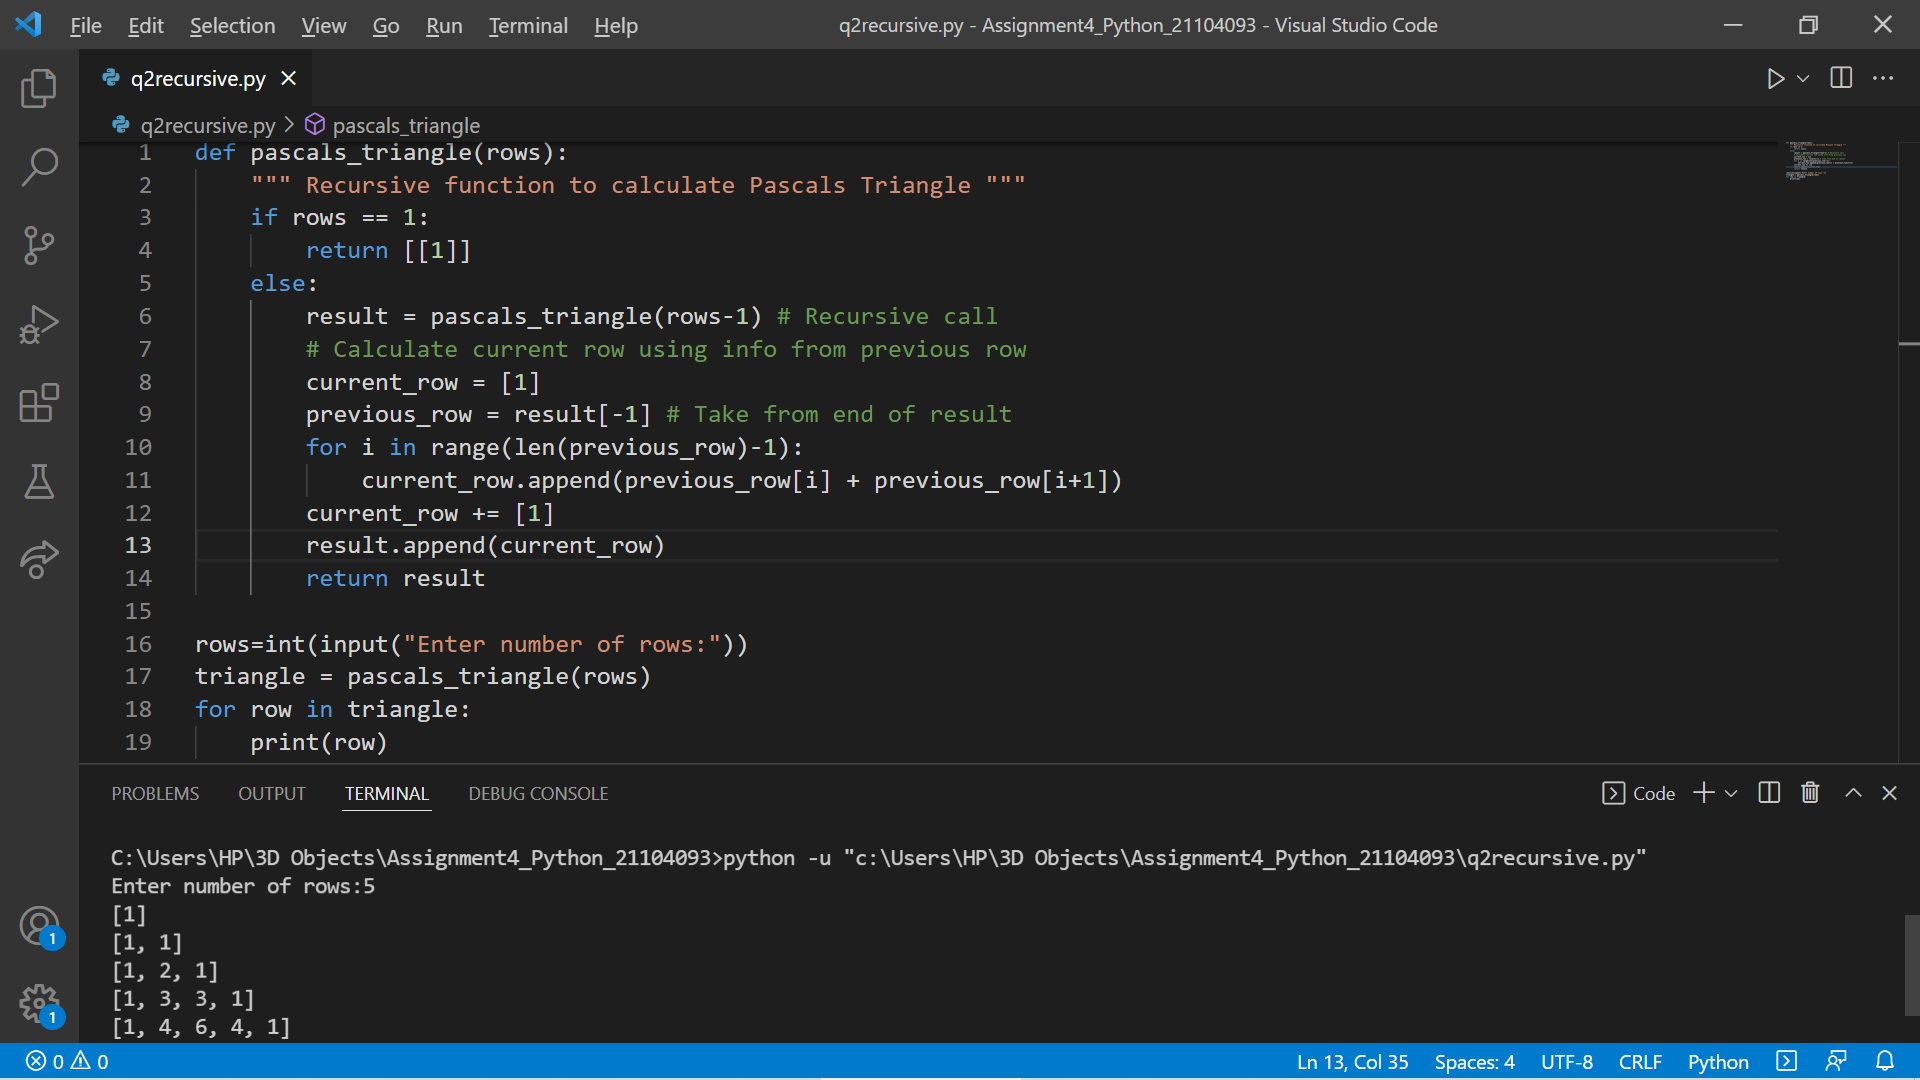 File Edit Selection View Go Run Terminal Help q2recursive.py - Assignment4_Python_21104093 - Visual Studio Code
q2recursive.py
q2recursive.py > pascals_triangle
1 def pascals_triangle(rows):
2 """ Recursive function to calculate Pascals Triangle """
3 if rows == 1:
4 return [[1]]
5 else:
6 result = pascals_triangle(rows-1) # Recursive call
7 # Calculate current row using info from previous row
8 current_row = [1]
9 previous_row = result[-1] # Take from end of result
10 for i in range(len(previous_row)-1):
11 current_row.append(previous_row[i] + previous_row[i+1])
12 current_row += [1]
13 result.append(current_row)
14 return result
15
16 rows=int(input("Enter number of rows:"))
17 triangle = pascals_triangle(rows)
18 for row in triangle:
19 print(row)
PROBLEMS OUTPUT TERMINAL DEBUG CONSOLE Code
C:\Users\HP\3D Objects\Assignment4_Python_21104093>python -u "c:\Users\HP\3D Objects\Assignment4_Python_21104093\q2recursive.py"
Enter number of rows:5
[1]
[1, 1]
[1, 2, 1]
[1, 3, 3, 1]
[1, 4, 6, 4, 1]
1
1
0 0 Ln 13, Col 35 Spaces: 4 UTF-8 CRLF Python